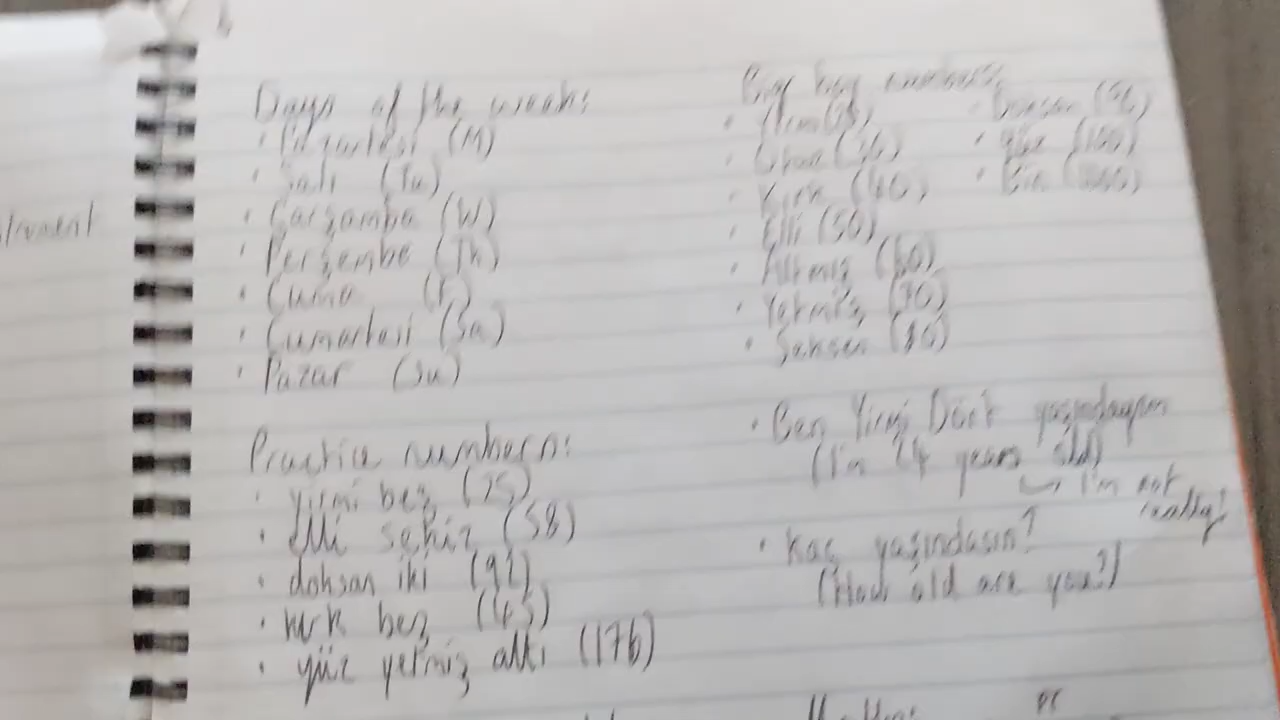 Days of the week:
• Pazartesi (M)
• Salı (Tu)
• Çarşamba (W)
• Perşembe (Th)
• Cuma (F)
• Cumartesi (Sa)
• Pazar (Su)
Practice numbers:
• yirmi beş (25)
• elli sekiz (58)
• dohsan iki (92)
• kırk beş (45)
• yüz yetmiş altı (176)
numbers:
• Kırk (40)
• Elli (50)
• Altmış (60)
• Yetmiş (70)
• Seksen (80)
• Doksan (90)
• Yüz (100)
• Bin (1000)
• Ben Yirmi Dört yaşındayım
(I'm 24 years old)
↳ I'm not
really!
• Kaç yaşındasın?
(How old are you?)